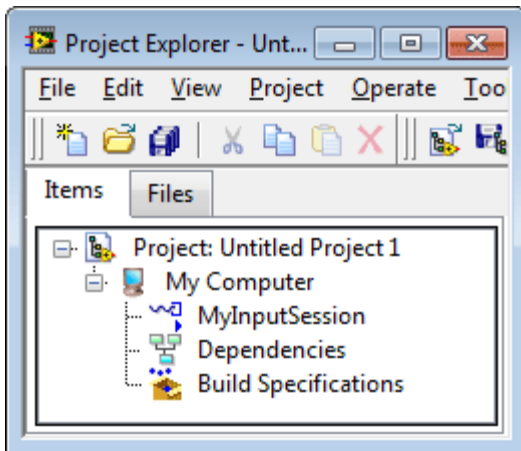 Project Explorer - Unt...
File Edit View Project Operate Too
Items Files
Project: Untitled Project 1
My Computer
MyInputSession
Dependencies
Build Specifications